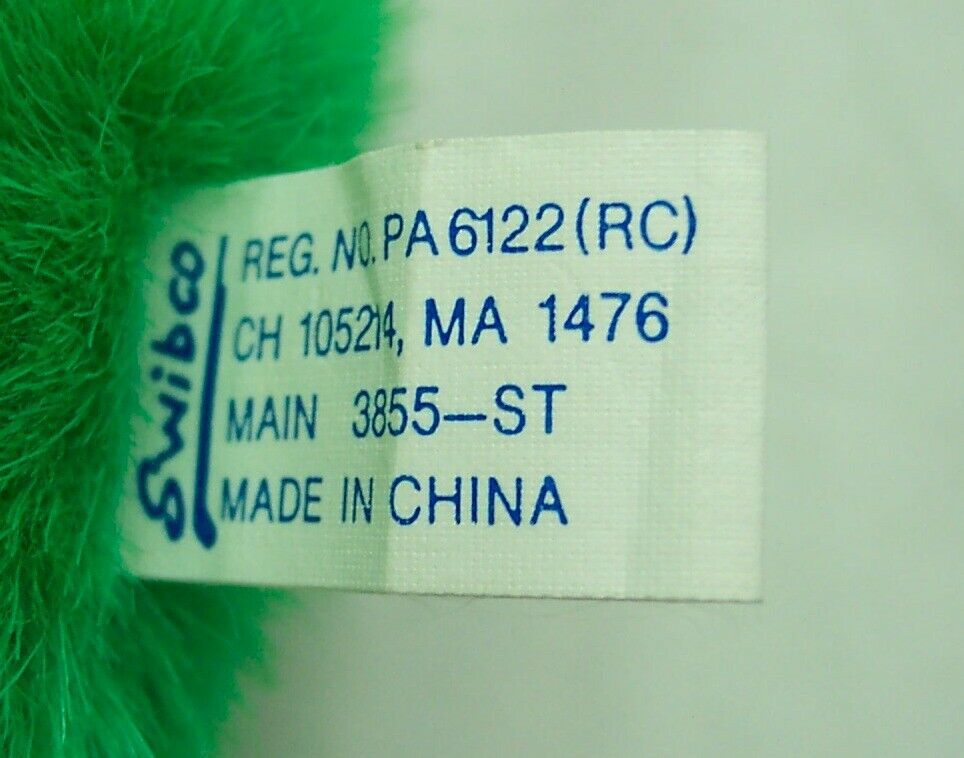 Swibco
REG. NO. PA 6122 (RC)
CH 105214, MA 1476
MAIN 3855-ST
MADE IN CHINA